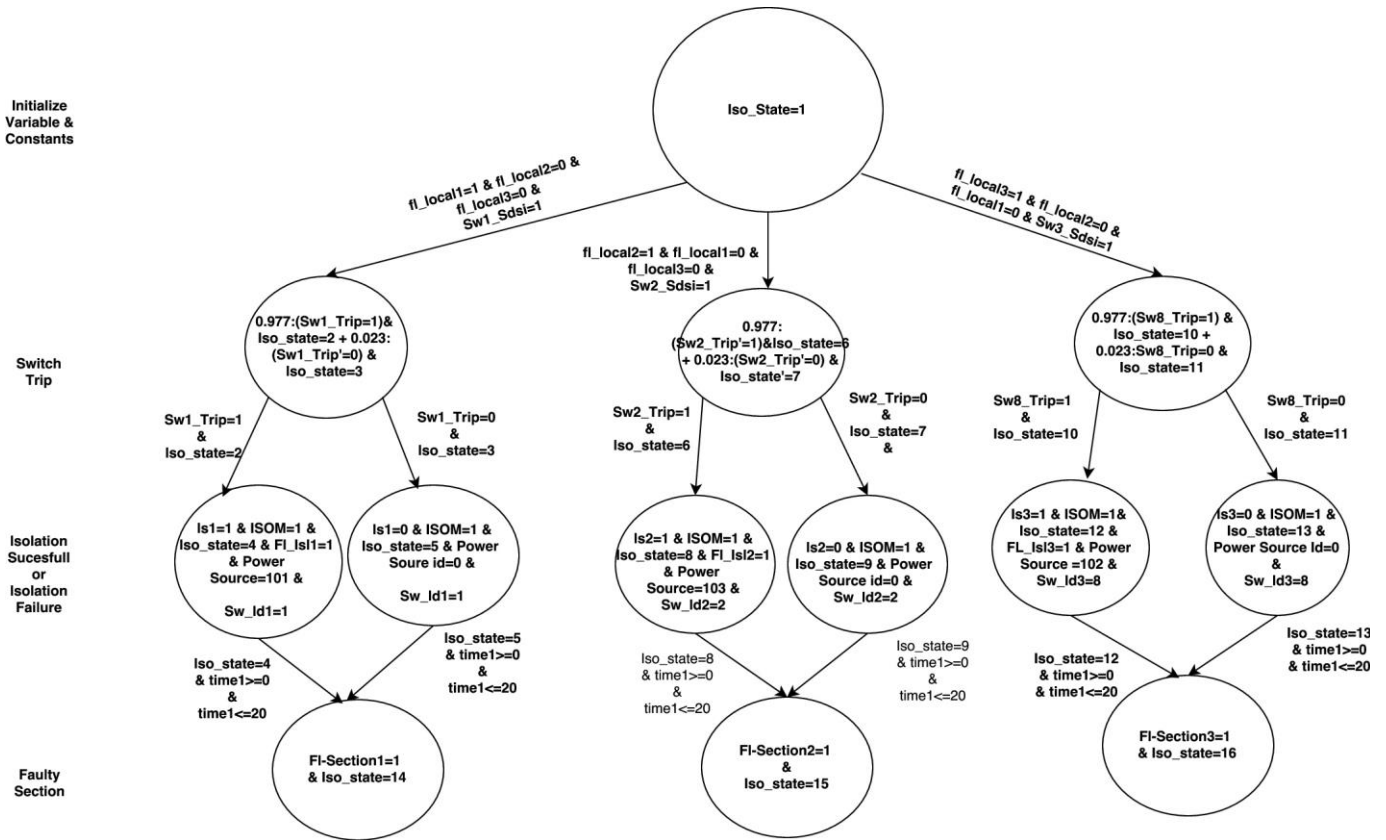 Initialize
Variable &
Constants
Iso_State=1
fl_local1=1 & fl_local2=0 &
fl_local3=0 &
Sw1_Sdsi=1
fl_local2=1 & fl_local1=0 &
fl_local3=0 &
Sw2_Sdsi=1
fl_local3=1 & fl_local2=0 &
fl_local1=0 & Sw3_Sdsi=1
Switch
Trip
0.977:(Sw1_Trip=1)&
Iso_state=2 + 0.023:
(Sw1_Trip'=0) &
Iso_state=3
0.977:
(Sw2_Trip'=1)&Iso_state=6
+ 0.023:(Sw2_Trip'=0) &
Iso_state'=7
0.977:(Sw8_Trip=1) &
Iso_state=10 +
0.023:Sw8_Trip=0 &
Iso_state=11
Sw1_Trip=1
&
Iso_state=2
Sw1_Trip=0
&
Iso_state=3
Sw2_Trip=1
&
Iso_state=6
Sw2_Trip=0
&
Iso_state=7
&
Sw8_Trip=1
&
Iso_state=10
Sw8_Trip=0
&
Iso_state=11
Isolation
Sucesfull
or
Isolation
Failure
Is1=1 & ISOM=1 &
Iso_state=4 & Fl_Isl1=1
& Power
Source=101 &
Sw_Id1=1
Is1=0 & ISOM=1 &
Iso_state=5 & Power
Soure id=0 &
Sw_Id1=1
Is2=1 & ISOM=1 &
Iso_state=8 & Fl_Isl2=1
& Power
Source=103 &
Sw_Id2=2
Is2=0 & ISOM=1 &
Iso_state=9 & Power
Source id=0 &
Sw_Id2=2
Is3=1 & ISOM=1&
Iso_state=12 &
FL_Isl3=1 & Power
Source =102 &
Sw_Id3=8
Is3=0 & ISOM=1 &
Iso_state=13 &
Power Source Id=0
&
Sw_Id3=8
Iso_state=4
& time1>=0
&
time1<=20
Iso_state=5
& time1>=0
&
time1<=20
Iso_state=8
& time1>=0
&
time1<=20
Iso_state=9
& time1>=0
&
time1<=20
Iso_state=12
& time1>=0
& time1<=20
Iso_state=13
& time1>=0
& time1<=20
Faulty
Section
Fl-Section1=1
& Iso_state=14
Fl-Section2=1
&
Iso_state=15
Fl-Section3=1
& Iso_state=16